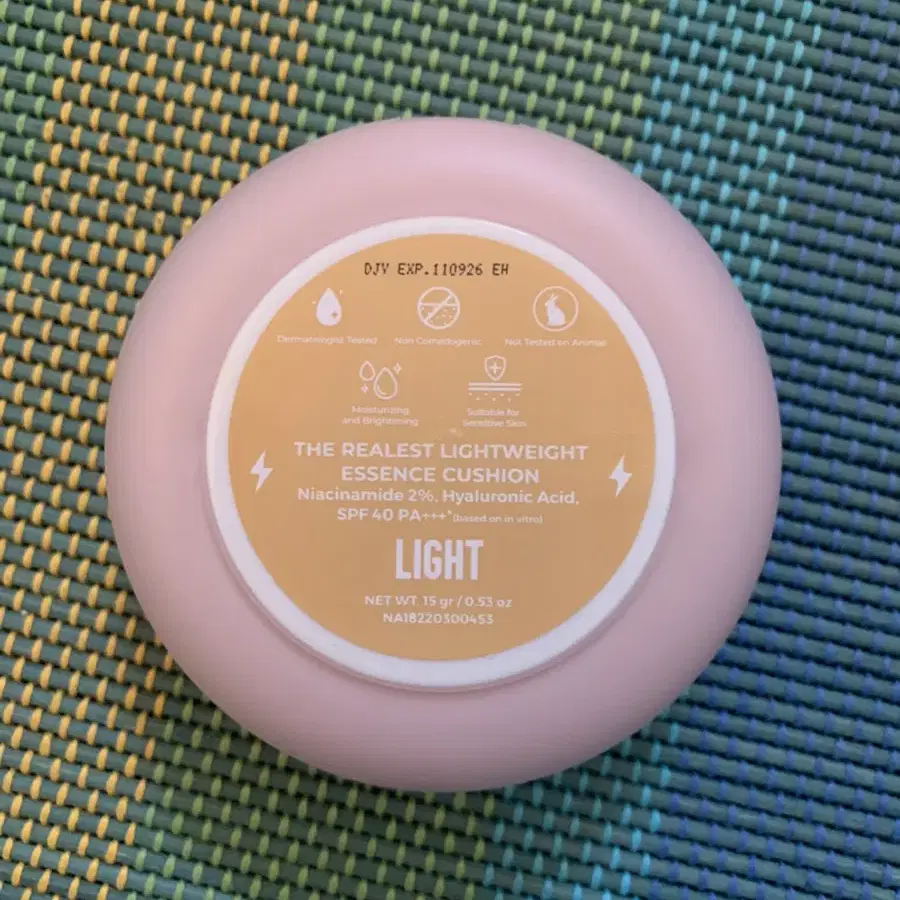 DJV EXP.110926 EH
Dermatologist Tested
Non Comedogenic
Not Tested on Animal
Moisturizing
and Brightening
Suitable for
Sensitive Skin
THE REALEST LIGHTWEIGHT
ESSENCE CUSHION
Niacinamide 2%, Hyaluronic Acid,
SPF 40 PA+++*(based on in vitro)
LIGHT
NET WT. 15 gr / 0.53 oz
NA18220300453